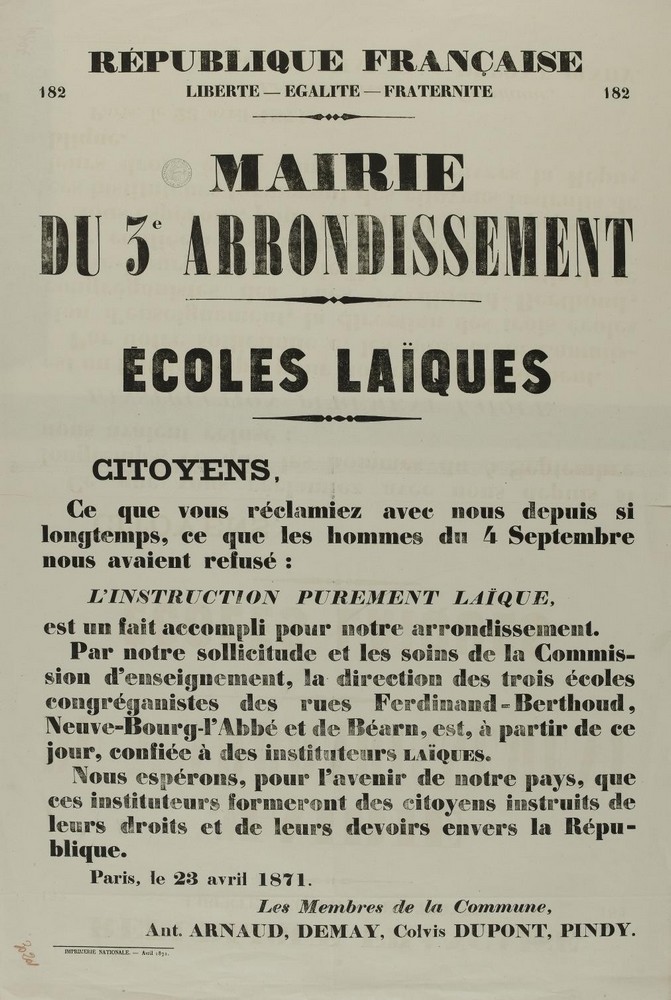 RÉPUBLIQUE FRANÇAISE
182 LIBERTE — EGALITE — FRATERNITE 182
MAIRIE
DU 3e ARRONDISSEMENT
ÉCOLES LAÏQUES
CITOYENS,
Ce que vous réclamiez avec nous depuis si
longtemps, ce que les hommes du 4 Septembre
nous avaient refusé :
L'INSTRUCTION PUREMENT LAÏQUE,
est un fait accompli pour notre arrondissement.
Par notre sollicitude et les soins de la Commis-
sion d'enseignement, la direction des trois écoles
congréganistes des rues Ferdinand-Berthoud,
Neuve-Bourg-l'Abbé et de Béarn, est, à partir de ce
jour, confiée à des instituteurs LAÏQUES.
Nous espérons, pour l'avenir de notre pays, que
ces instituteurs formeront des citoyens instruits de
leurs droits et de leurs devoirs envers la Répu-
blique.
Paris, le 23 avril 1871.
Les Membres de la Commune,
Ant. ARNAUD, DEMAY, Colvis DUPONT, PINDY.
IMPRIMERIE NATIONALE. — Avril 1871.